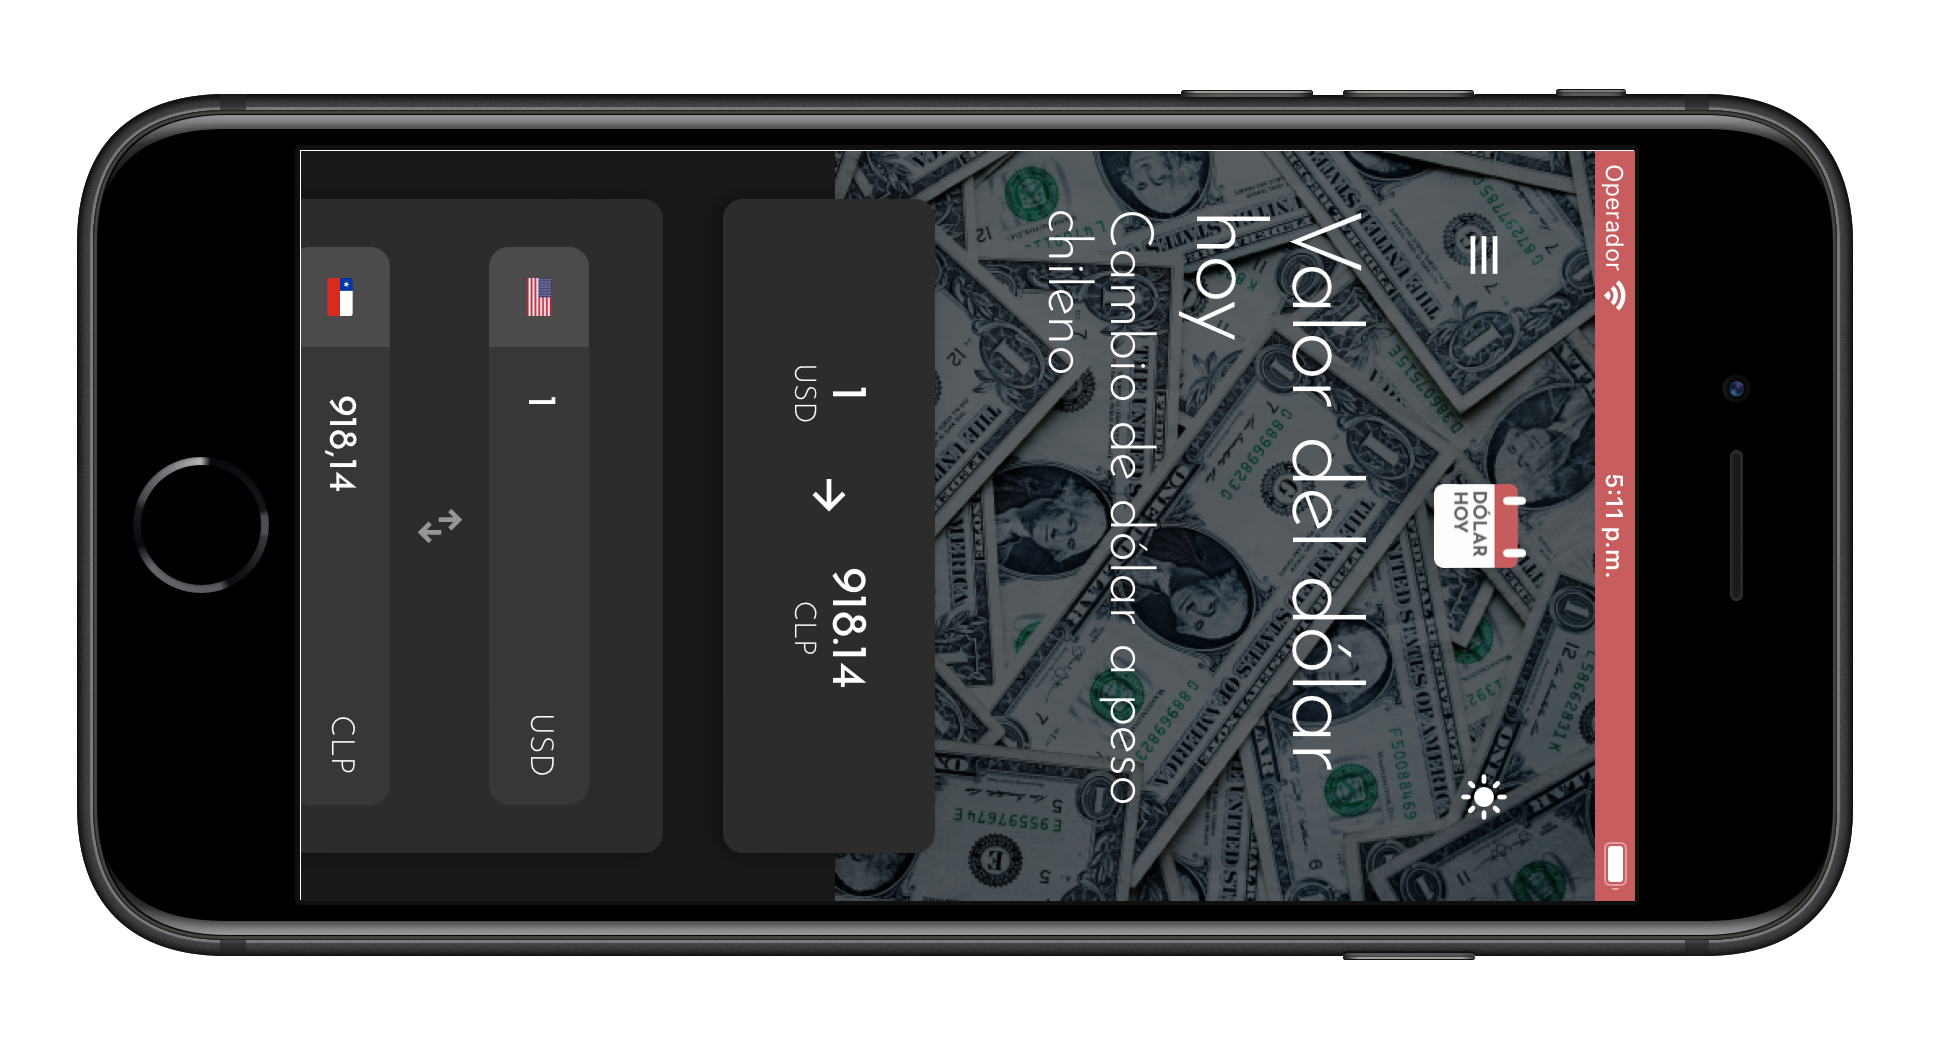 Operador 5:11 p.m.
DÓLAR
HOY
Valor del dólar
hoy
Cambio de dólar a peso
chileno
1 918.14
USD CLP
1 USD
918,14 CLP